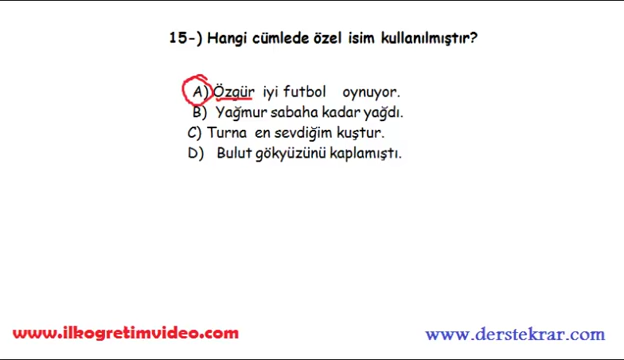 15-) Hangi cümlede özel isim kullanılmıştır?
A) Özgür iyi futbol oynuyor.
B) Yağmur sabaha kadar yağdı.
C) Turna en sevdiğim kuştur.
D) Bulut gökyüzünü kaplamıştı.
www.ilkogretimvideo.com
www.derstekrar.com